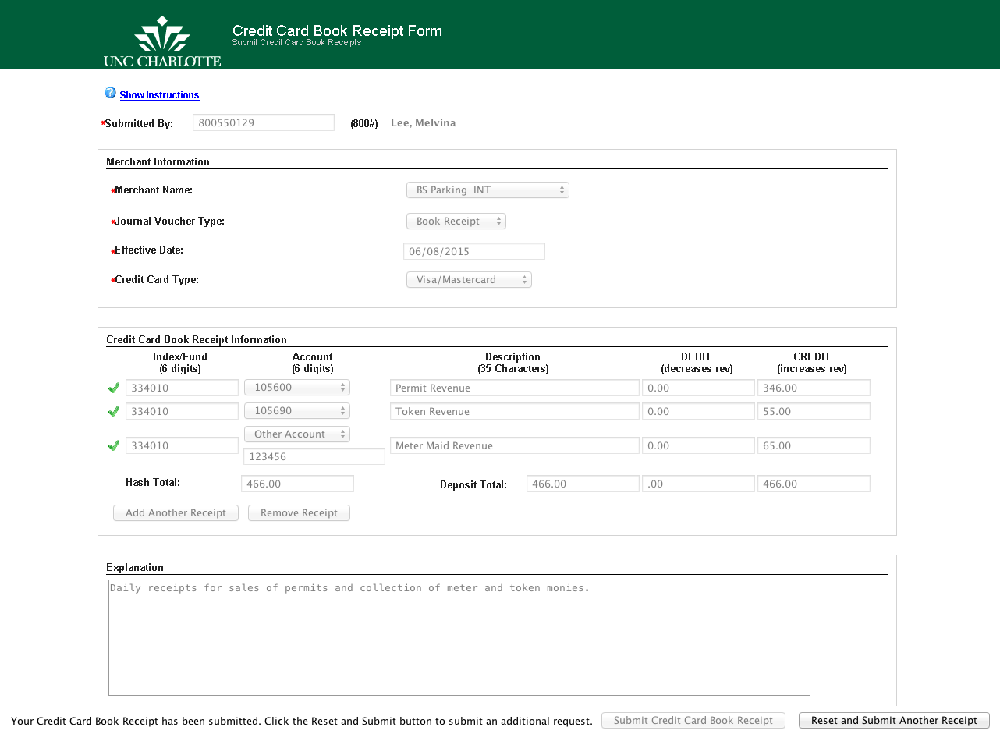 UNC CHARLOTTE
Credit Card Book Receipt Form
Submit Credit Card Book Receipts
Show Instructions
*Submitted By: 800550129 (800#) Lee, Melvina
Merchant Information
*Merchant Name: BS Parking INT
*Journal Voucher Type: Book Receipt
*Effective Date: 06/08/2015
*Credit Card Type: Visa/Mastercard
Credit Card Book Receipt Information
Index/Fund Account Description DEBIT CREDIT
(6 digits) (6 digits) (35 Characters) (decreases rev) (increases rev)
334010 105600 Permit Revenue 0.00 346.00
334010 105690 Token Revenue 0.00 55.00
Other Account
334010 Meter Maid Revenue 0.00 65.00
123456
Hash Total: 466.00 Deposit Total: 466.00 .00 466.00
Add Another Receipt Remove Receipt
Explanation
Daily receipts for sales of permits and collection of meter and token monies.
Your Credit Card Book Receipt has been submitted. Click the Reset and Submit button to submit an additional request. Submit Credit Card Book Receipt Reset and Submit Another Receipt